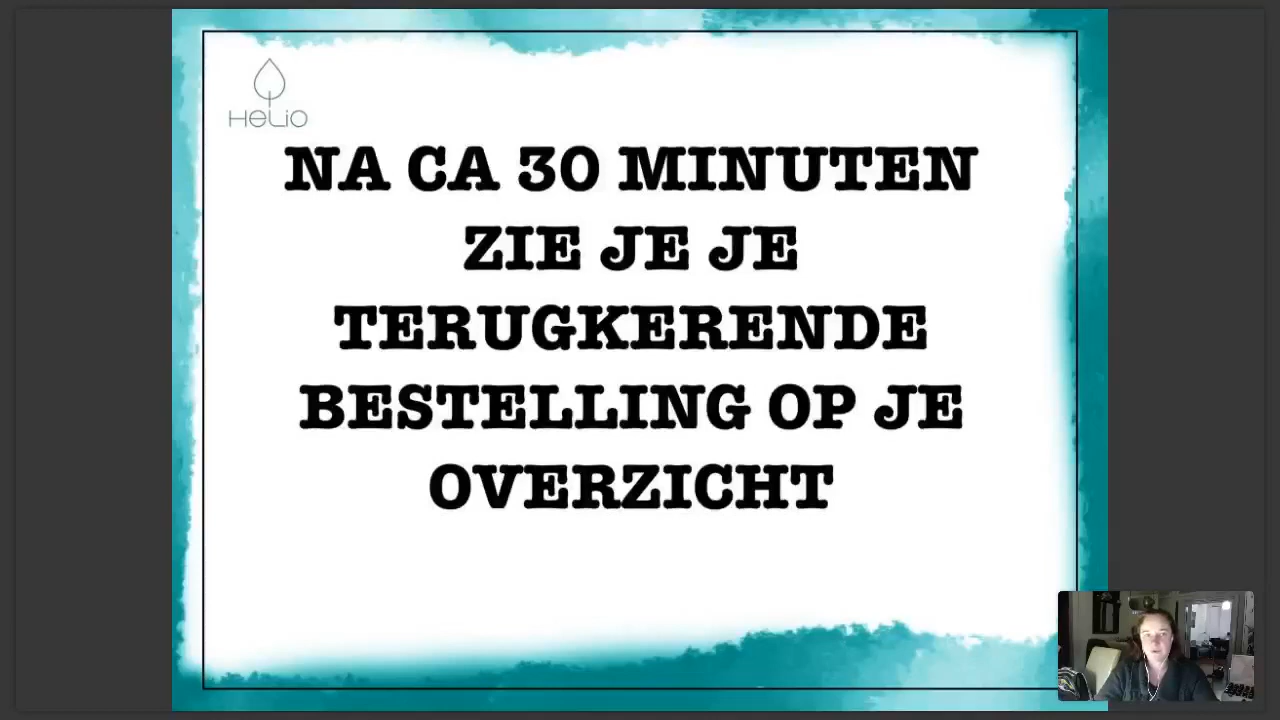 HELiO
NA CA 30 MINUTEN
ZIE JE JE
TERUGKERENDE
BESTELLING OP JE
OVERZICHT